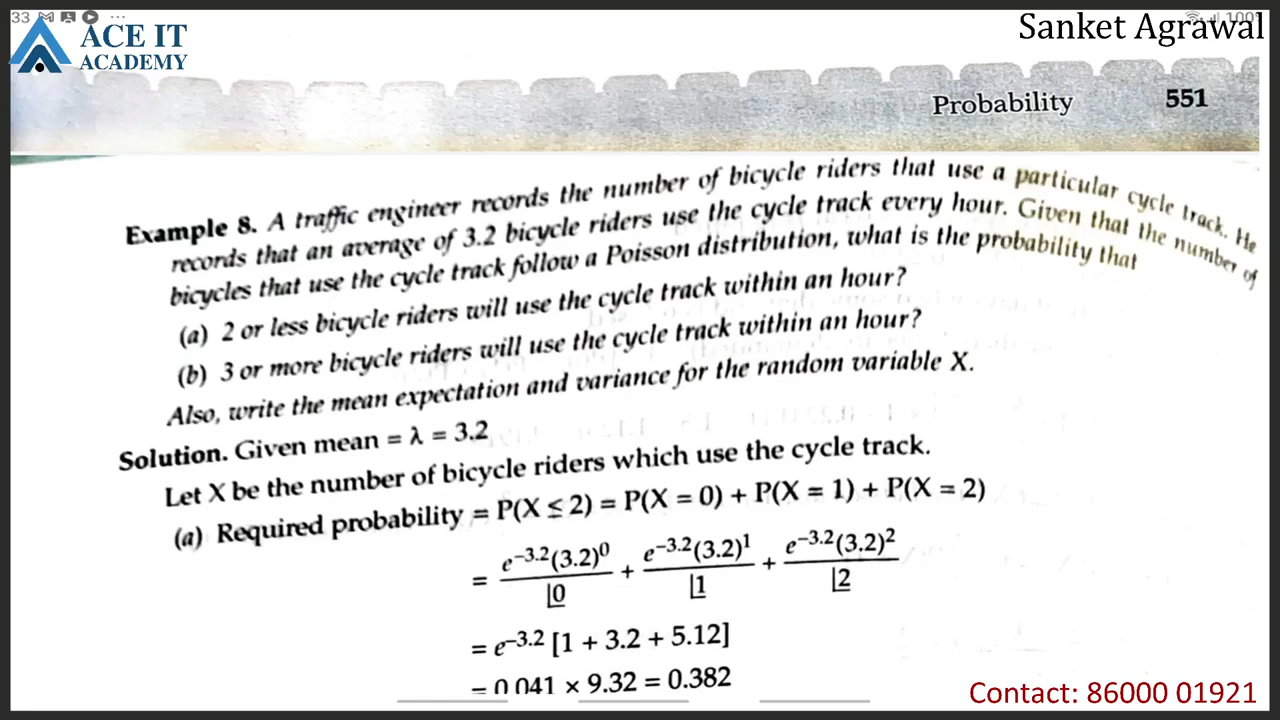 33
100%
ACE IT
ACADEMY
Sanket Agrawal
Probability 551
Example 8. A traffic engineer records the number of bicycle riders that use a particular cycle track. He
records that an average of 3.2 bicycle riders use the cycle track every hour. Given that the number of
bicycles that use the cycle track follow a Poisson distribution, what is the probability that
(a) 2 or less bicycle riders will use the cycle track within an hour?
(b) 3 or more bicycle riders will use the cycle track within an hour?
Also, write the mean expectation and variance for the random variable X.
Solution. Given mean = λ = 3.2
Let X be the number of bicycle riders which use the cycle track.
(a) Required probability = P(X ≤ 2) = P(X = 0) + P(X = 1) + P(X = 2)
= e⁻³·²(3.2)⁰/⌊0 + e⁻³·²(3.2)¹/⌊1 + e⁻³·²(3.2)²/⌊2
= e⁻³·² [1 + 3.2 + 5.12]
= 0.041 × 9.32 = 0.382
Contact: 86000 01921